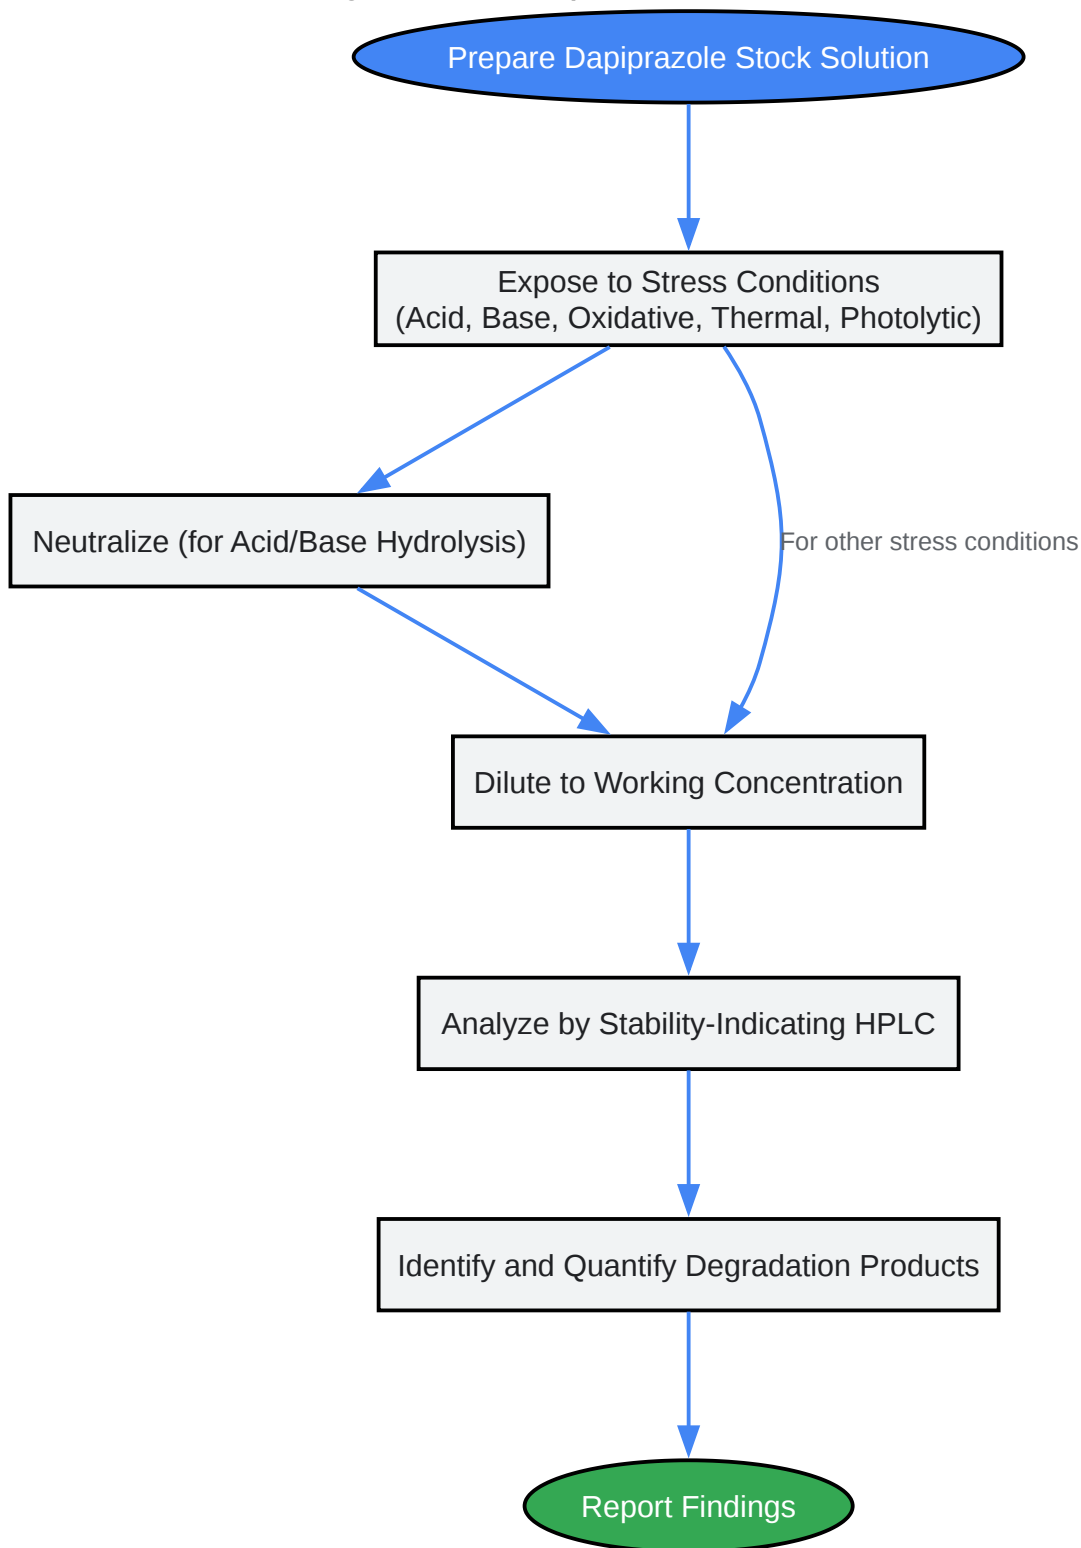 Prepare Dapiprazole Stock Solution
Expose to Stress Conditions
(Acid, Base, Oxidative, Thermal, Photolytic)
Neutralize (for Acid/Base Hydrolysis)
For other stress conditions
Dilute to Working Concentration
Analyze by Stability-Indicating HPLC
Identify and Quantify Degradation Products
Report Findings